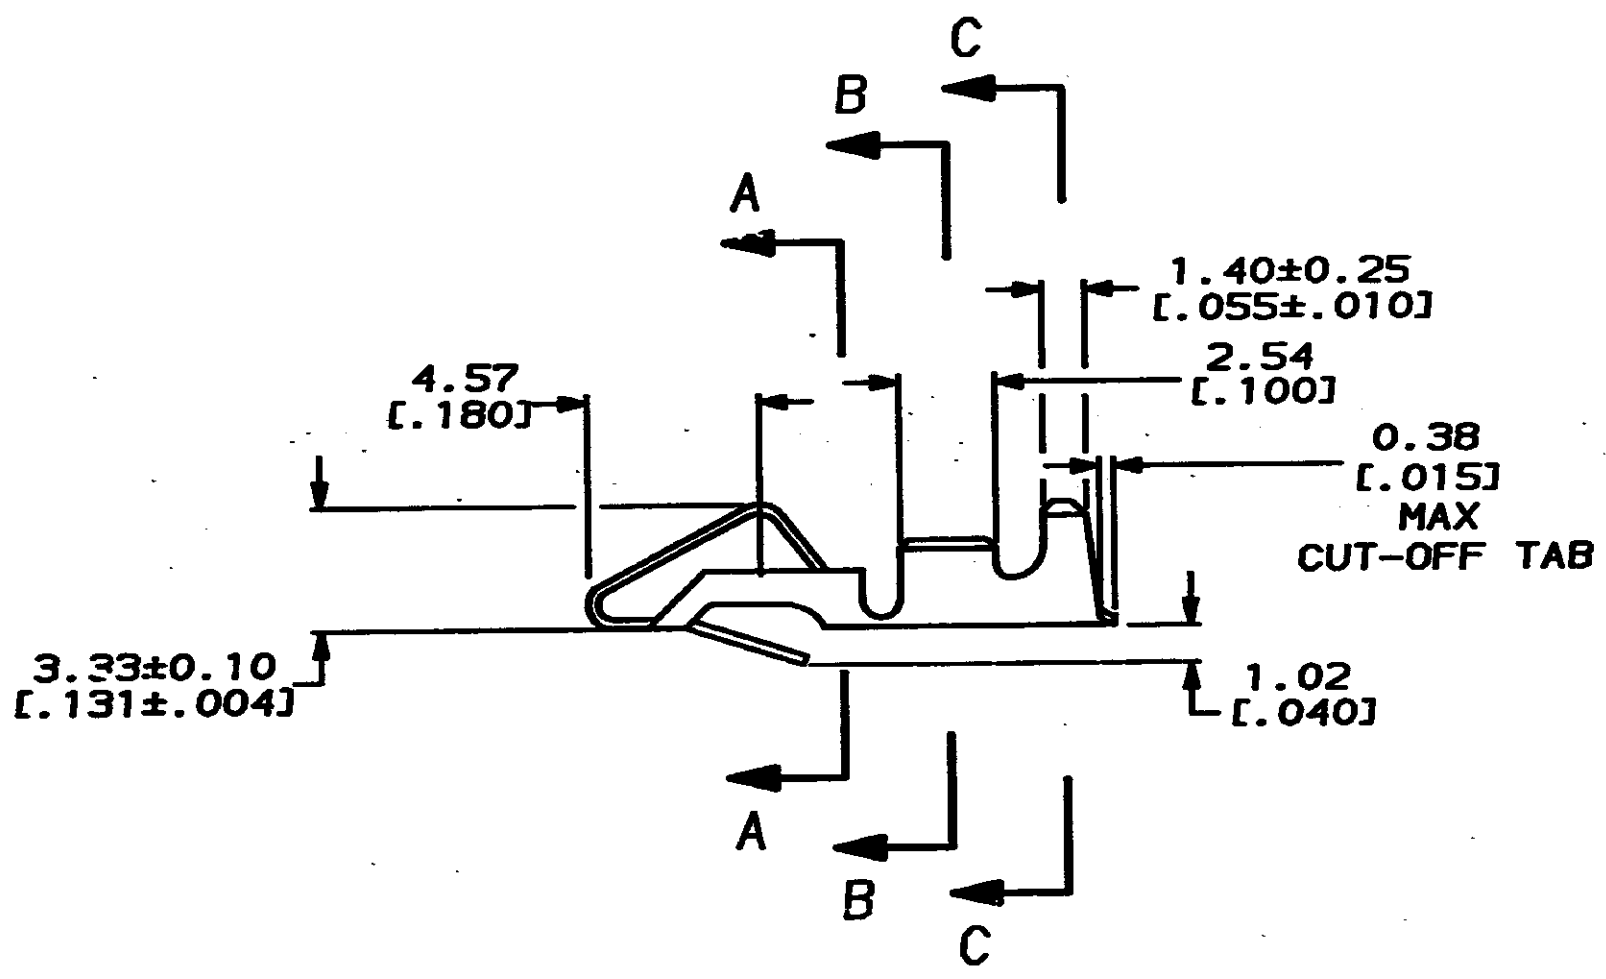 C
B
A
1.40±0.25
[.055±.010]
2.54
[.100]
4.57
[.180]
0.38
[.015]
MAX
CUT-OFF TAB
3.33±0.10
[.131±.004]
1.02
[.040]
A
B
C